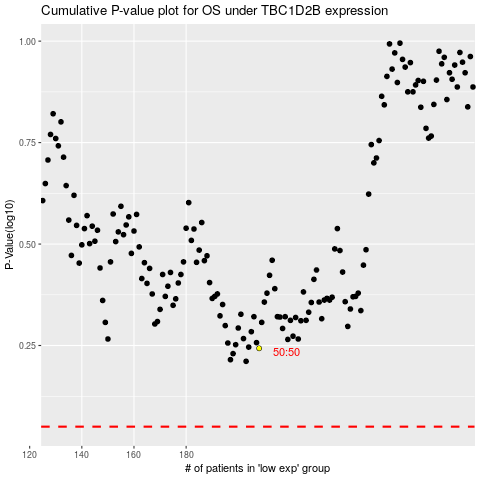 Cumulative P-value plot for OS under TBC1D2B expression
P-Value(log10)
1.00
0.75
0.50
0.25
50:50
120 140 160 180
# of patients in 'low exp' group